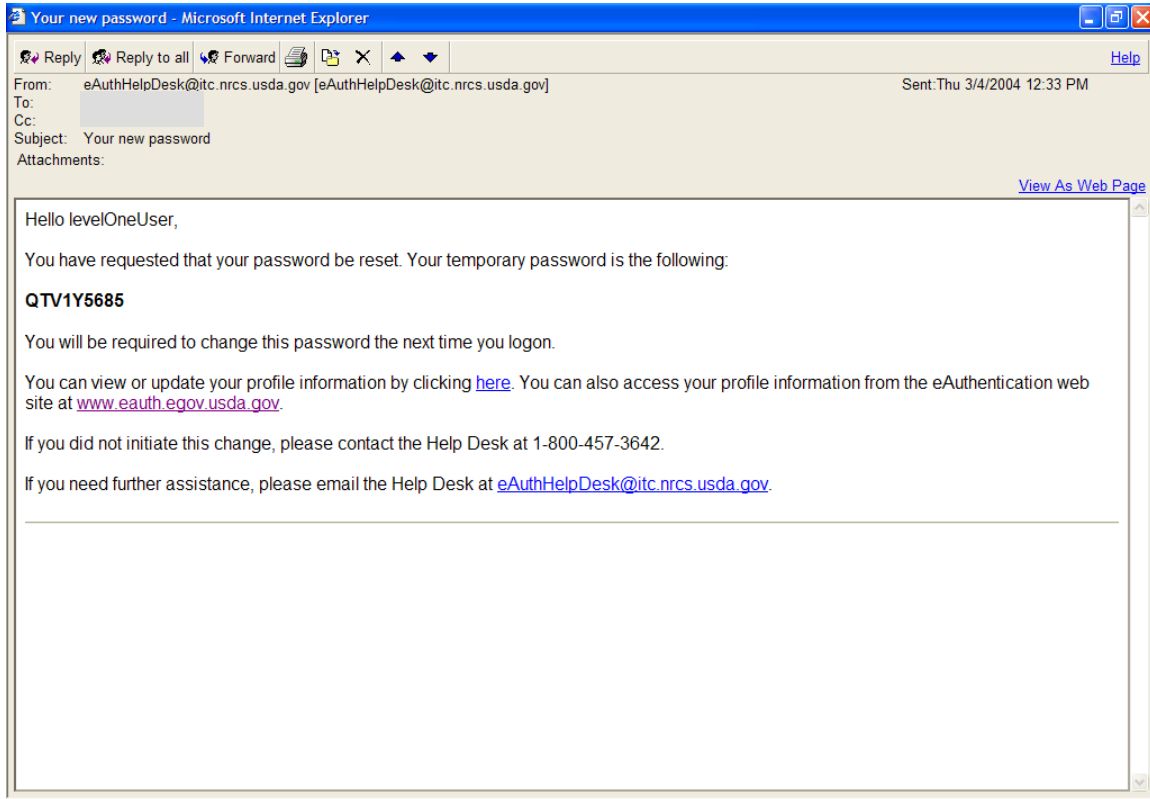 Your new password - Microsoft Internet Explorer
Reply Reply to all Forward Help
From: eAuthHelpDesk@itc.nrcs.usda.gov [eAuthHelpDesk@itc.nrcs.usda.gov] Sent:Thu 3/4/2004 12:33 PM
To:
Cc:
Subject: Your new password
Attachments:
View As Web Page
Hello levelOneUser,
You have requested that your password be reset. Your temporary password is the following:
QTV1Y5685
You will be required to change this password the next time you logon.
You can view or update your profile information by clicking here. You can also access your profile information from the eAuthentication web
site at www.eauth.egov.usda.gov.
If you did not initiate this change, please contact the Help Desk at 1-800-457-3642.
If you need further assistance, please email the Help Desk at eAuthHelpDesk@itc.nrcs.usda.gov.